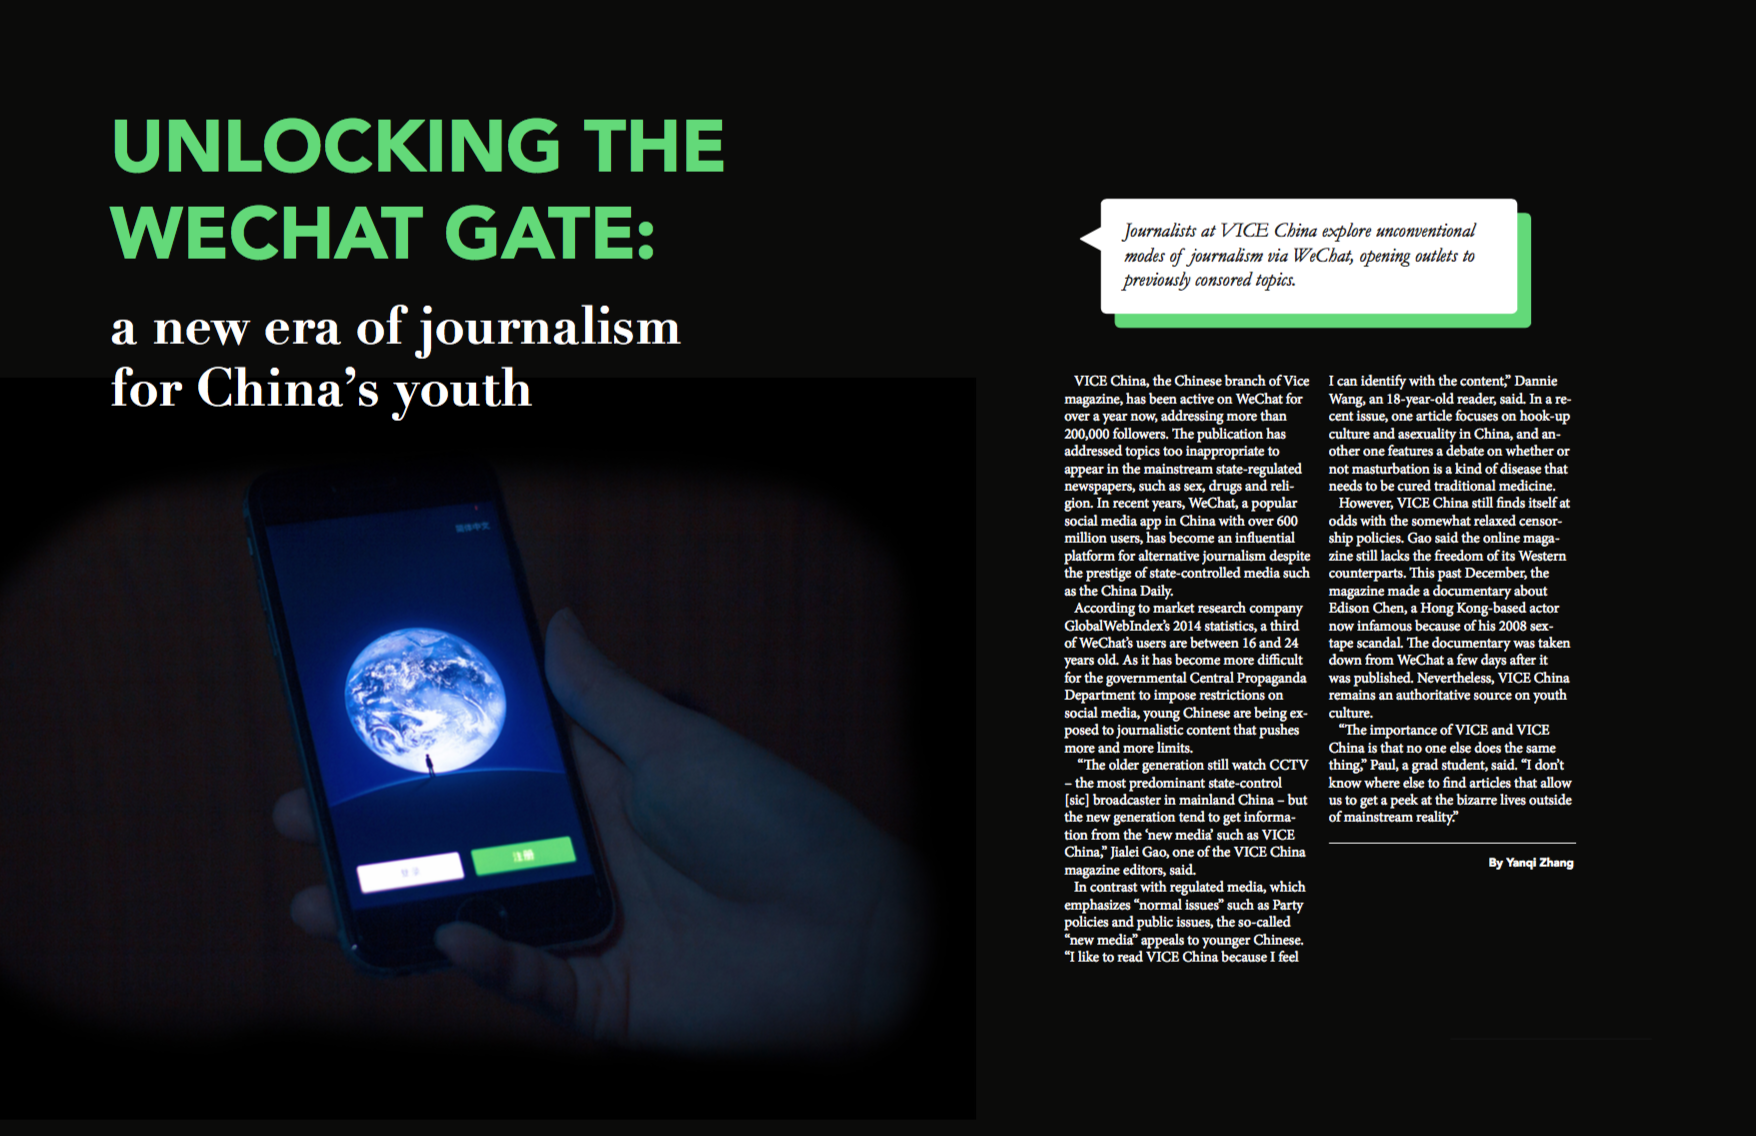 UNLOCKING THE
WECHAT GATE:
a new era of journalism
for China's youth
简体中文
登录
注册
Journalists at VICE China explore unconventional
modes of journalism via WeChat, opening outlets to
previously consored topics.
VICE China, the Chinese branch of Vice
magazine, has been active on WeChat for
over a year now, addressing more than
200,000 followers. The publication has
addressed topics too inappropriate to
appear in the mainstream state-regulated
newspapers, such as sex, drugs and reli-
gion. In recent years, WeChat, a popular
social media app in China with over 600
million users, has become an influential
platform for alternative journalism despite
the prestige of state-controlled media such
as the China Daily.
According to market research company
GlobalWebIndex's 2014 statistics, a third
of WeChat's users are between 16 and 24
years old. As it has become more difficult
for the governmental Central Propaganda
Department to impose restrictions on
social media, young Chinese are being ex-
posed to journalistic content that pushes
more and more limits.
"The older generation still watch CCTV
– the most predominant state-control
[sic] broadcaster in mainland China – but
the new generation tend to get informa-
tion from the 'new media' such as VICE
China," Jialei Gao, one of the VICE China
magazine editors, said.
In contrast with regulated media, which
emphasizes "normal issues" such as Party
policies and public issues, the so-called
"new media" appeals to younger Chinese.
"I like to read VICE China because I feel
I can identify with the content," Dannie
Wang, an 18-year-old reader, said. In a re-
cent issue, one article focuses on hook-up
culture and asexuality in China, and an-
other one features a debate on whether or
not masturbation is a kind of disease that
needs to be cured traditional medicine.
However, VICE China still finds itself at
odds with the somewhat relaxed censor-
ship policies. Gao said the online maga-
zine still lacks the freedom of its Western
counterparts. This past December, the
magazine made a documentary about
Edison Chen, a Hong Kong-based actor
now infamous because of his 2008 sex-
tape scandal. The documentary was taken
down from WeChat a few days after it
was published. Nevertheless, VICE China
remains an authoritative source on youth
culture.
"The importance of VICE and VICE
China is that no one else does the same
thing," Paul, a grad student, said. "I don't
know where else to find articles that allow
us to get a peek at the bizarre lives outside
of mainstream reality."
By Yanqi Zhang